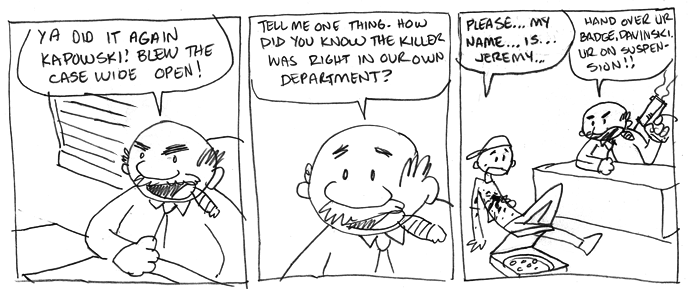 YA DID IT AGAIN
KAPOWSKI! BLEW THE
CASE WIDE OPEN!
TELL ME ONE THING. HOW
DID YOU KNOW THE KILLER
WAS RIGHT IN OUR OWN
DEPARTMENT?
PLEASE... MY
NAME... IS...
JEREMY...
HAND OVER UR
BADGE, PAVINSKI.
UR ON SUSPEN-
SION!!